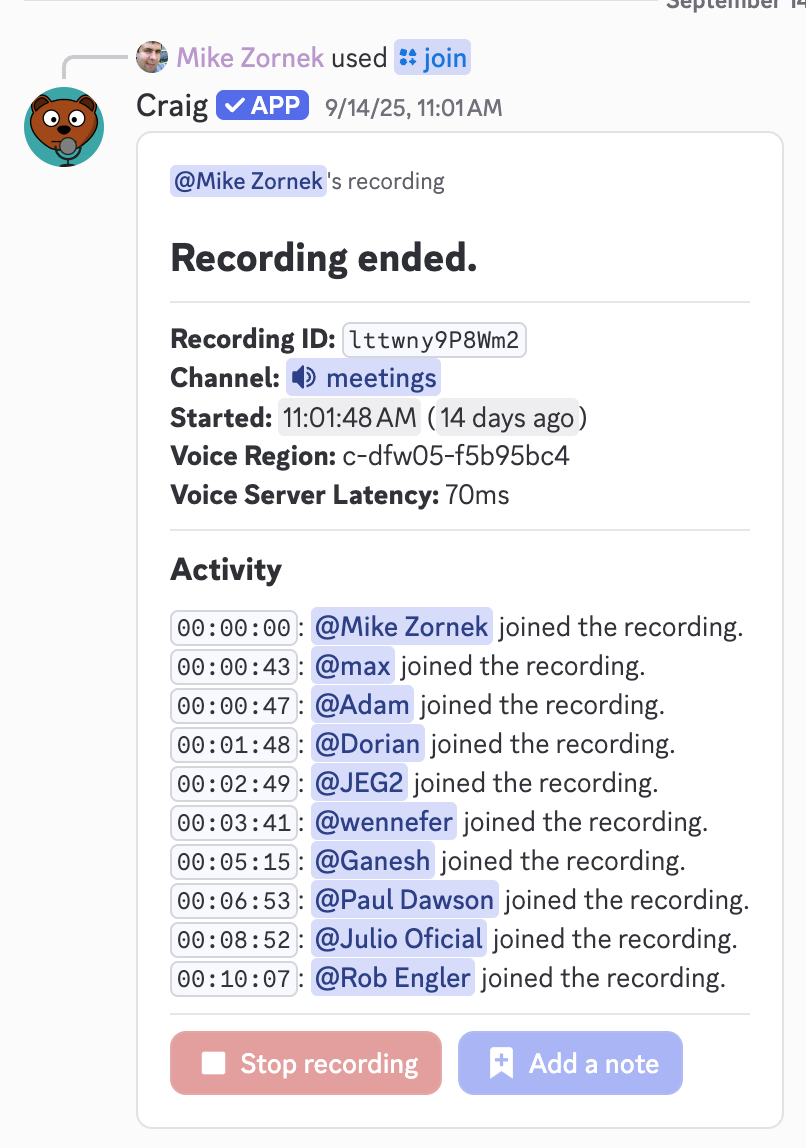 September 14
Mike Zornek used join
Craig ✓ APP 9/14/25, 11:01 AM
@Mike Zornek's recording
Recording ended.
Recording ID: lttwny9P8Wm2
Channel: meetings
Started: 11:01:48 AM (14 days ago)
Voice Region: c-dfw05-f5b95bc4
Voice Server Latency: 70ms
Activity
00:00:00: @Mike Zornek joined the recording.
00:00:43: @max joined the recording.
00:00:47: @Adam joined the recording.
00:01:48: @Dorian joined the recording.
00:02:49: @JEG2 joined the recording.
00:03:41: @wennefer joined the recording.
00:05:15: @Ganesh joined the recording.
00:06:53: @Paul Dawson joined the recording.
00:08:52: @Julio Oficial joined the recording.
00:10:07: @Rob Engler joined the recording.
Stop recording
Add a note